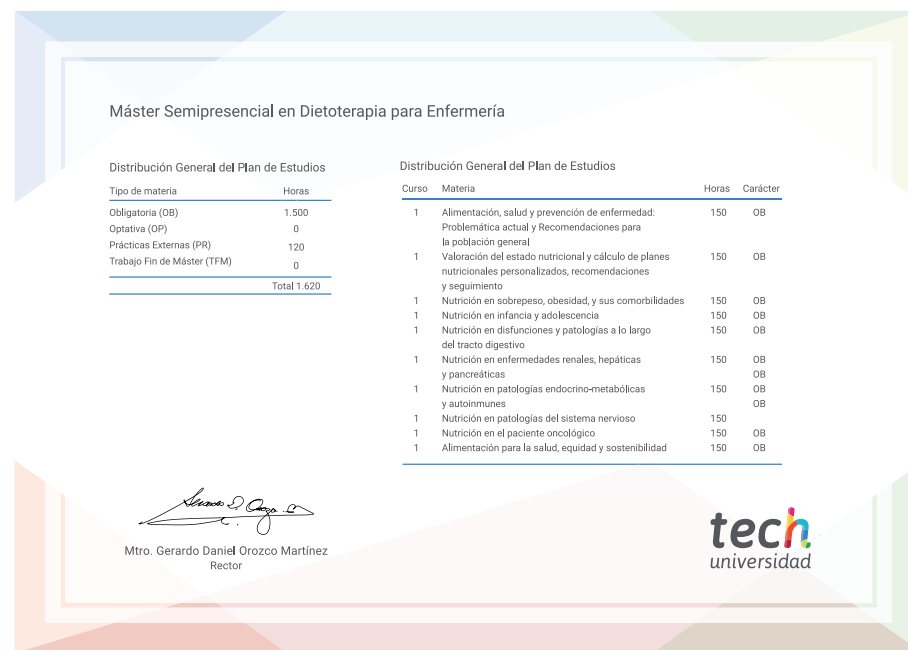 Máster Semipresencial en Dietoterapia para Enfermería
Distribución General del Plan de Estudios
Tipo de materia Horas
Obligatoria (OB) 1.500
Optativa (OP) 0
Prácticas Externas (PR) 120
Trabajo Fin de Máster (TFM) 0
Total 1.620
Distribución General del Plan de Estudios
Curso Materia Horas Carácter
1 Alimentación, salud y prevención de enfermedad: 150 OB
Problemática actual y Recomendaciones para
la población general
1 Valoración del estado nutricional y cálculo de planes 150 OB
nutricionales personalizados, recomendaciones
y seguimiento
1 Nutrición en sobrepeso, obesidad, y sus comorbilidades 150 OB
1 Nutrición en infancia y adolescencia 150 OB
1 Nutrición en disfunciones y patologías a lo largo 150 OB
del tracto digestivo
1 Nutrición en enfermedades renales, hepáticas 150 OB
y pancreáticas OB
1 Nutrición en patologías endocrino-metabólicas 150 OB
y autoinmunes OB
1 Nutrición en patologías del sistema nervioso 150
1 Nutrición en el paciente oncológico 150 OB
1 Alimentación para la salud, equidad y sostenibilidad 150 OB
Mtro. Gerardo Daniel Orozco Martínez
Rector
tech
universidad